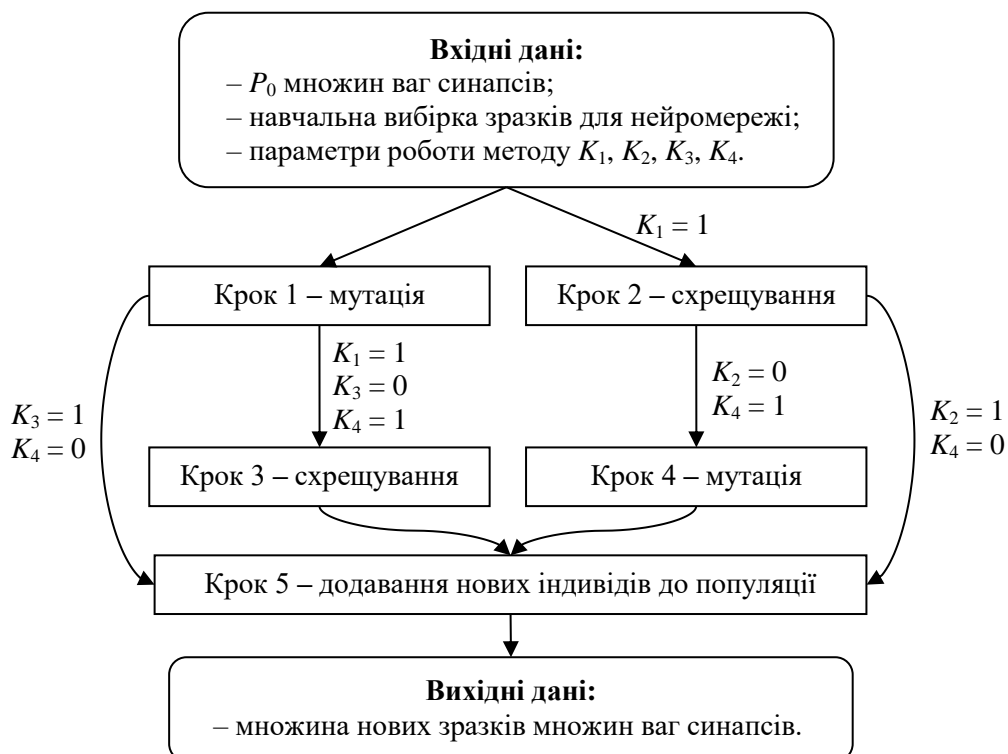 Вхідні дані:
– P₀ множин ваг синапсів;
– навчальна вибірка зразків для нейромережі;
– параметри роботи методу K₁, K₂, K₃, K₄.
K₁ = 1
Крок 1 – мутація
Крок 2 – схрещування
K₁ = 1
K₃ = 0
K₄ = 1
K₂ = 0
K₄ = 1
K₃ = 1
K₄ = 0
K₂ = 1
K₄ = 0
Крок 3 – схрещування
Крок 4 – мутація
Крок 5 – додавання нових індивідів до популяції
Вихідні дані:
– множина нових зразків множин ваг синапсів.